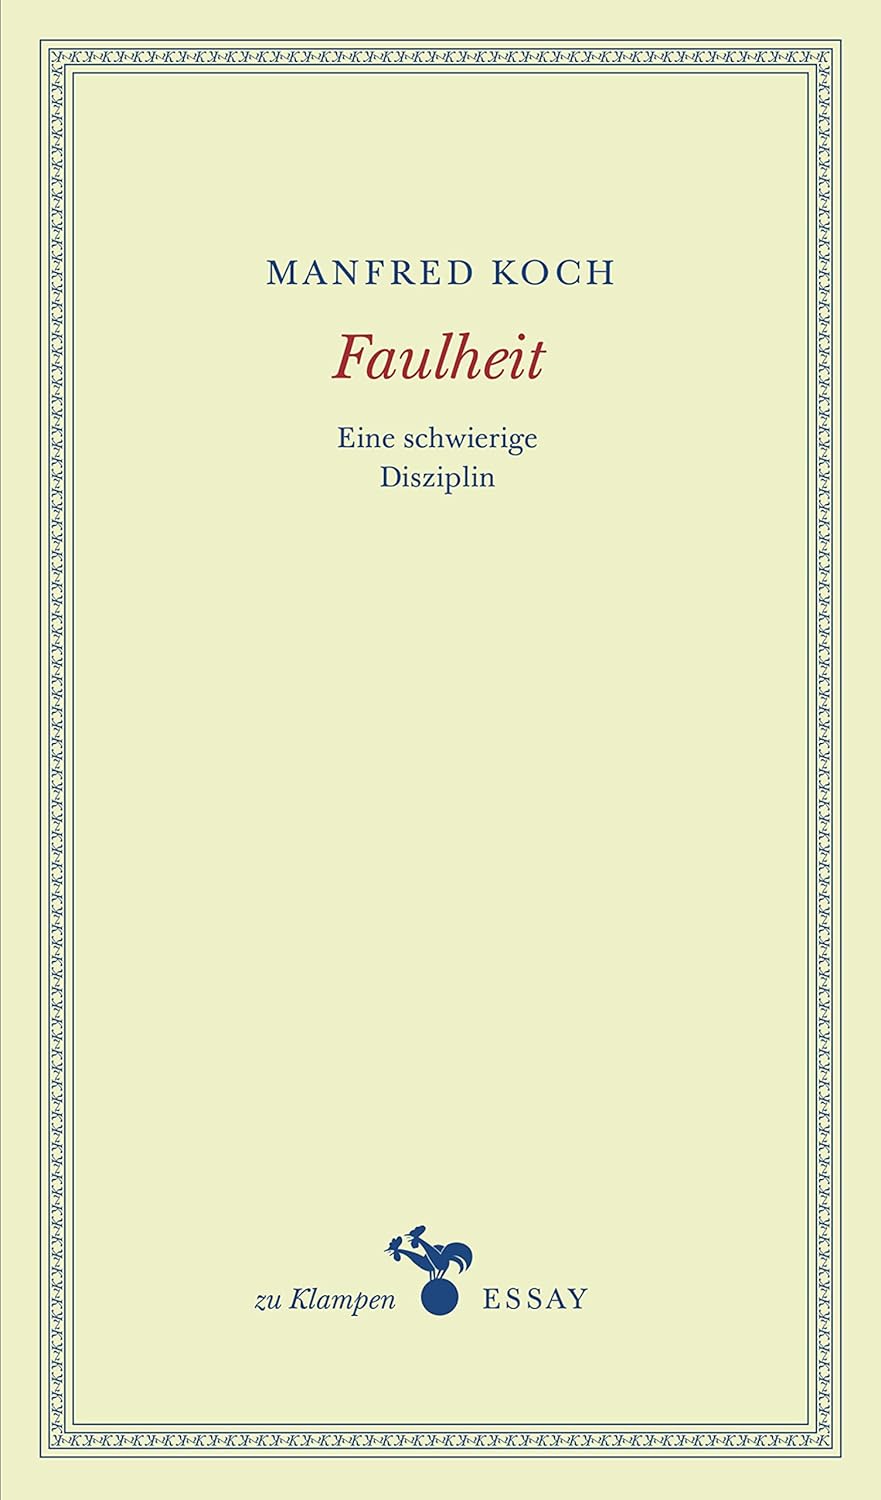 MANFRED KOCH
Faulheit
Eine schwierige
Disziplin
zu Klampen ESSAY